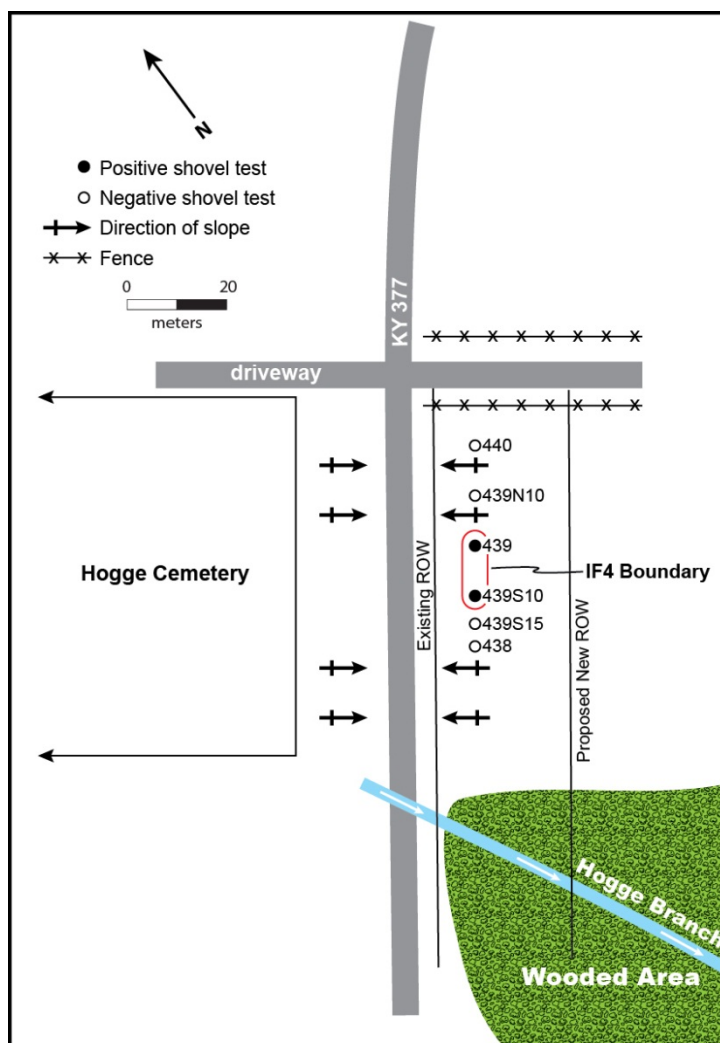 N
Positive shovel test
Negative shovel test
Direction of slope
Fence
0 20
meters
KY 377
driveway
440
439N10
Hogge Cemetery
439
IF4 Boundary
439S10
439S15
438
Existing ROW
Proposed New ROW
Hogge Branch
Wooded Area